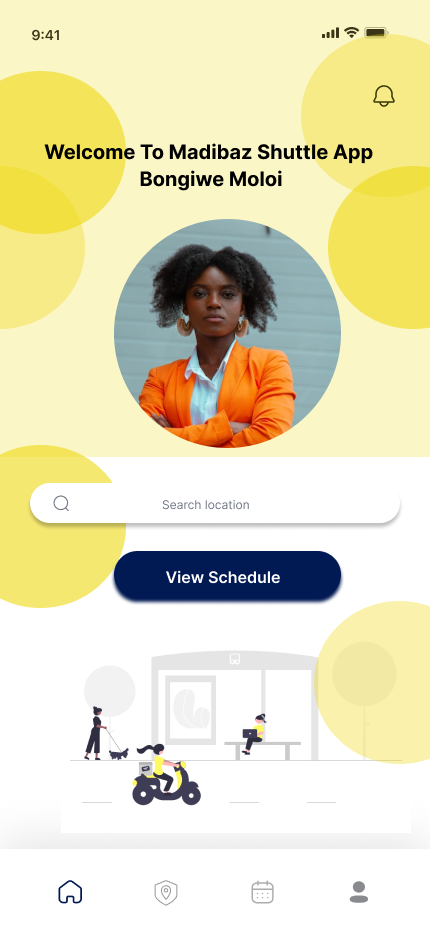 9:41
Welcome To Madibaz Shuttle App
Bongiwe Moloi
Search location
View Schedule